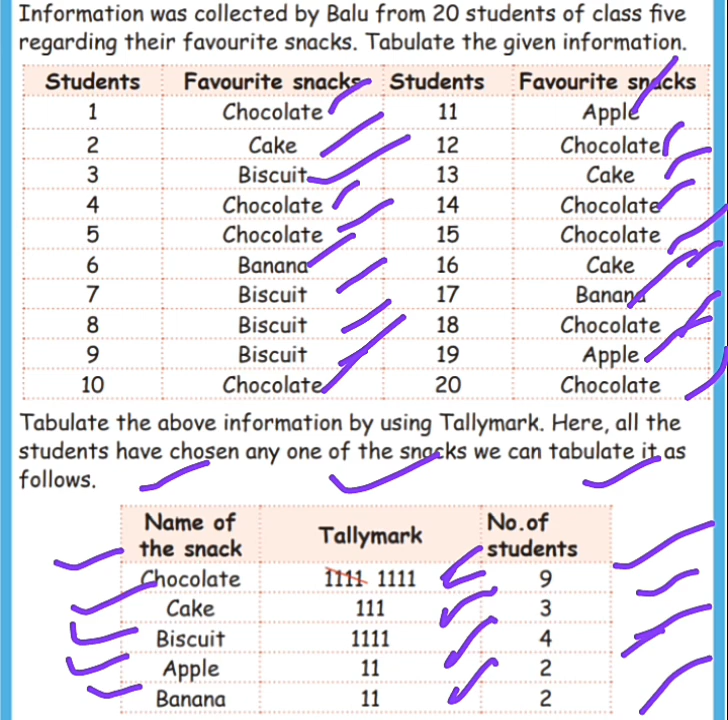 Information was collected by Balu from 20 students of class five
regarding their favourite snacks. Tabulate the given information.
Students Favourite snacks Students Favourite snacks
1 Chocolate 11 Apple
2 Cake 12 Chocolate
3 Biscuit 13 Cake
4 Chocolate 14 Chocolate
5 Chocolate 15 Chocolate
6 Banana 16 Cake
7 Biscuit 17 Banana
8 Biscuit 18 Chocolate
9 Biscuit 19 Apple
10 Chocolate 20 Chocolate
Tabulate the above information by using Tallymark. Here, all the
students have chosen any one of the snacks we can tabulate it as
follows.
Name of the snack Tallymark No.of students
Chocolate 1111 1111 9
Cake 111 3
Biscuit 1111 4
Apple 11 2
Banana 11 2